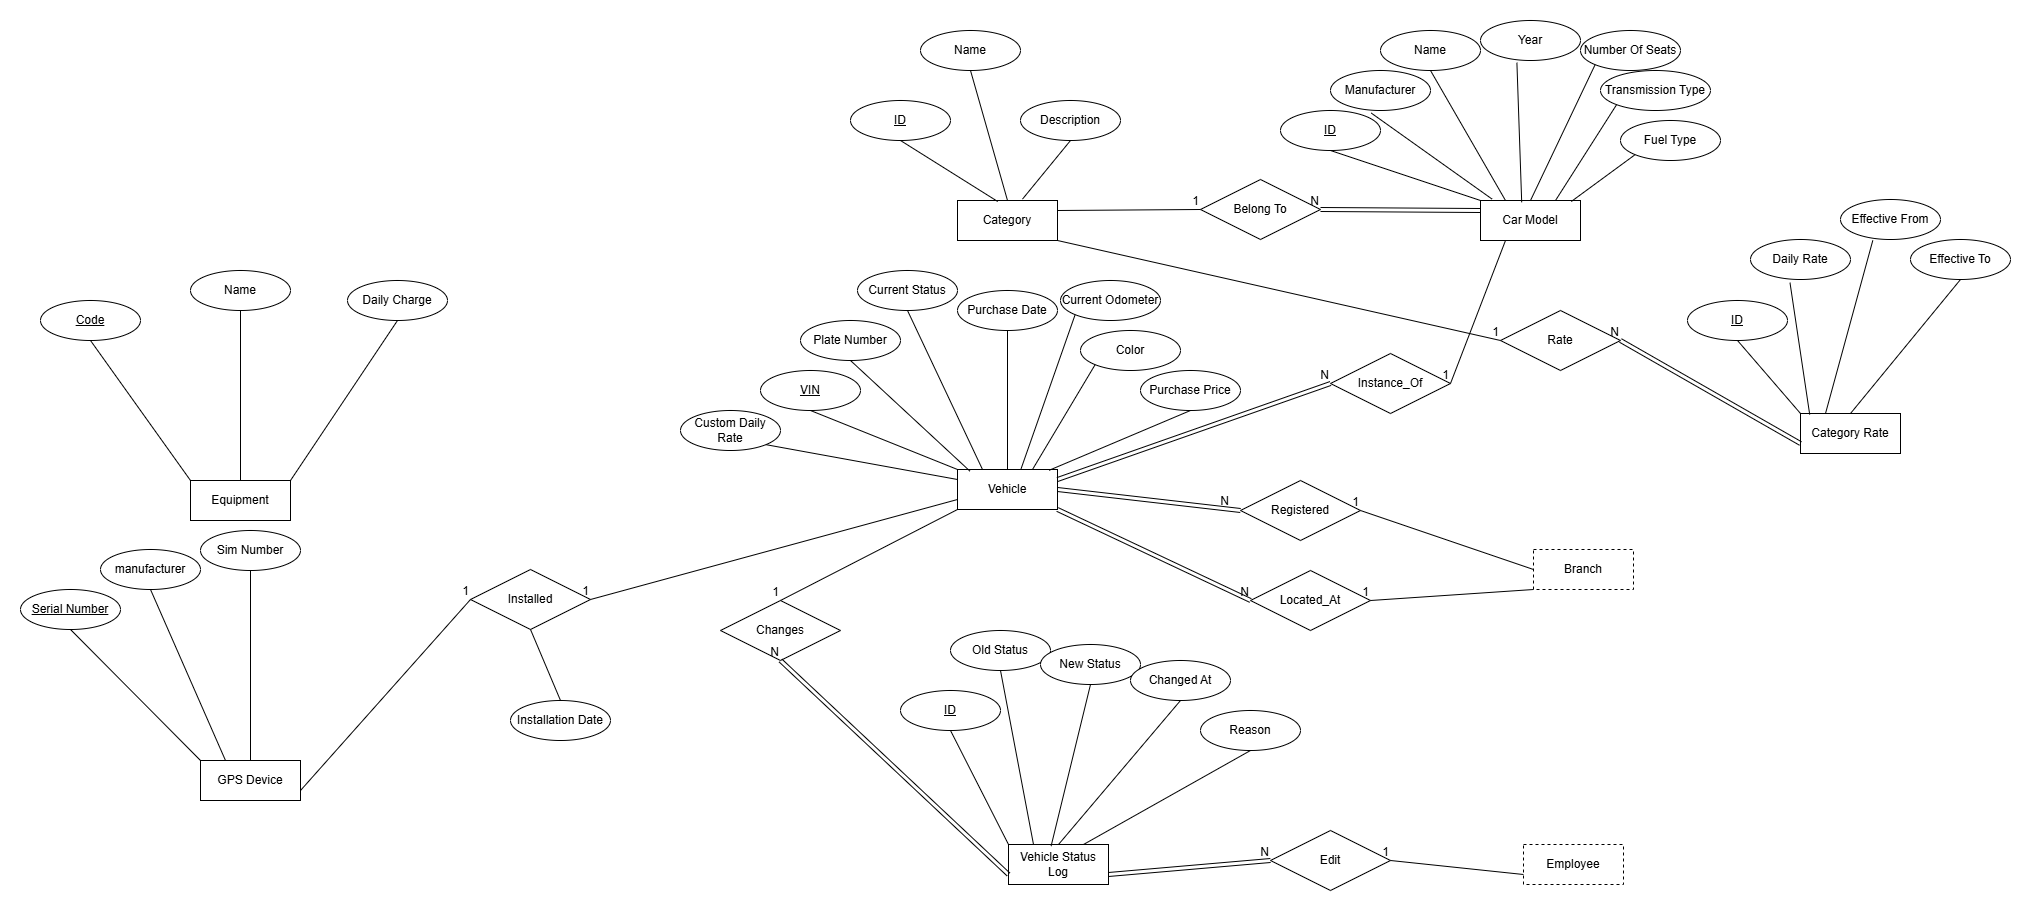 Name
Year
Number Of Seats
Name
Manufacturer
Transmission Type
ID
Description
ID
Fuel Type
1
N
Category
Belong To
Car Model
Effective From
Daily Rate
Effective To
Name
Daily Charge
Code
Current Status
Purchase Date
Current Odometer
Plate Number
Color
VIN
Purchase Price
Custom Daily
Rate
1
Rate
N
ID
N
Instance_Of
1
Category Rate
Equipment
Vehicle
N
Registered
1
Sim Number
manufacturer
Serial Number
1
Installed
1
Installation Date
Branch
N
Located_At
1
1
Changes
N
Old Status
New Status
Changed At
ID
Reason
GPS Device
Vehicle Status
Log
N
Edit
1
Employee